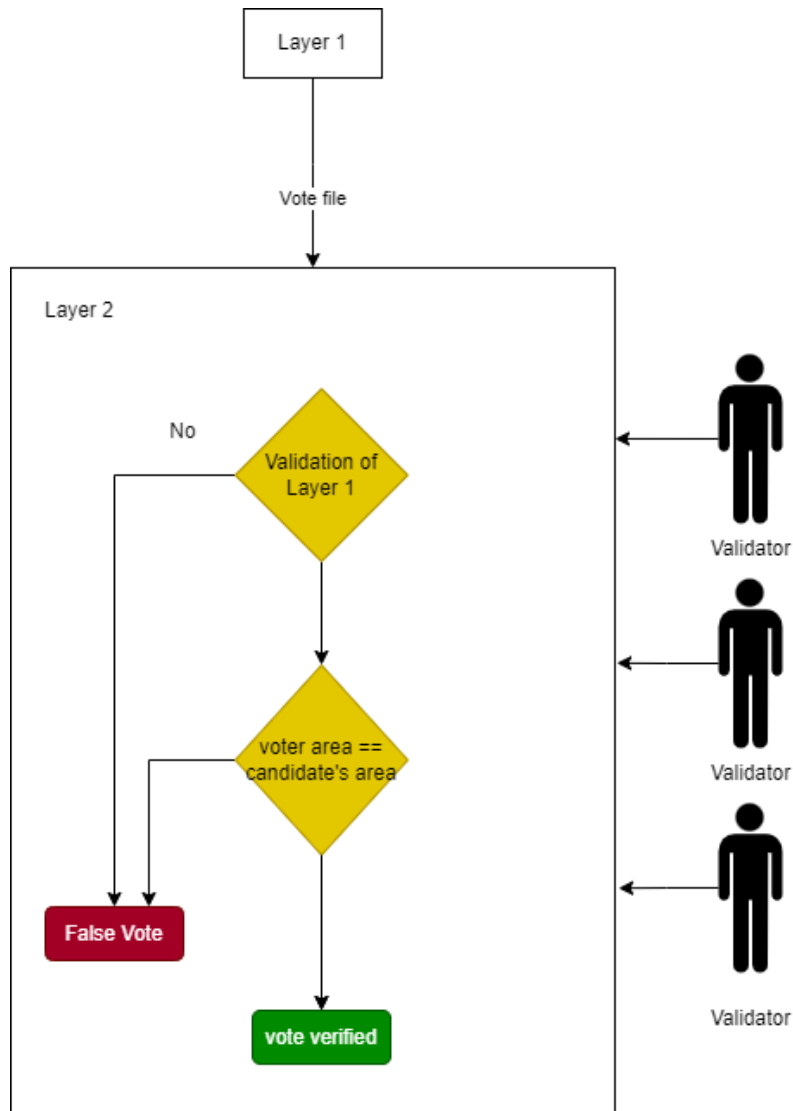 Layer 1
Vote file
Layer 2
No
Validation of
Layer 1
Validator
voter area ==
candidate's area
Validator
False Vote
vote verified
Validator